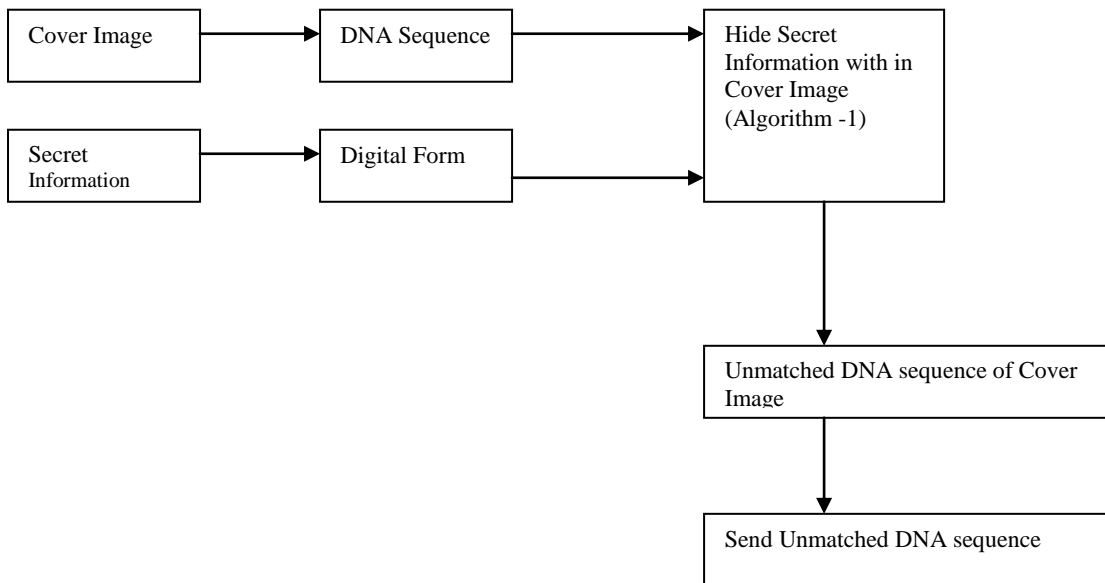 Cover Image
DNA Sequence
Hide Secret
Information with in
Cover Image
(Algorithm -1)
Secret
Information
Digital Form
Unmatched DNA sequence of Cover
Image
Send Unmatched DNA sequence